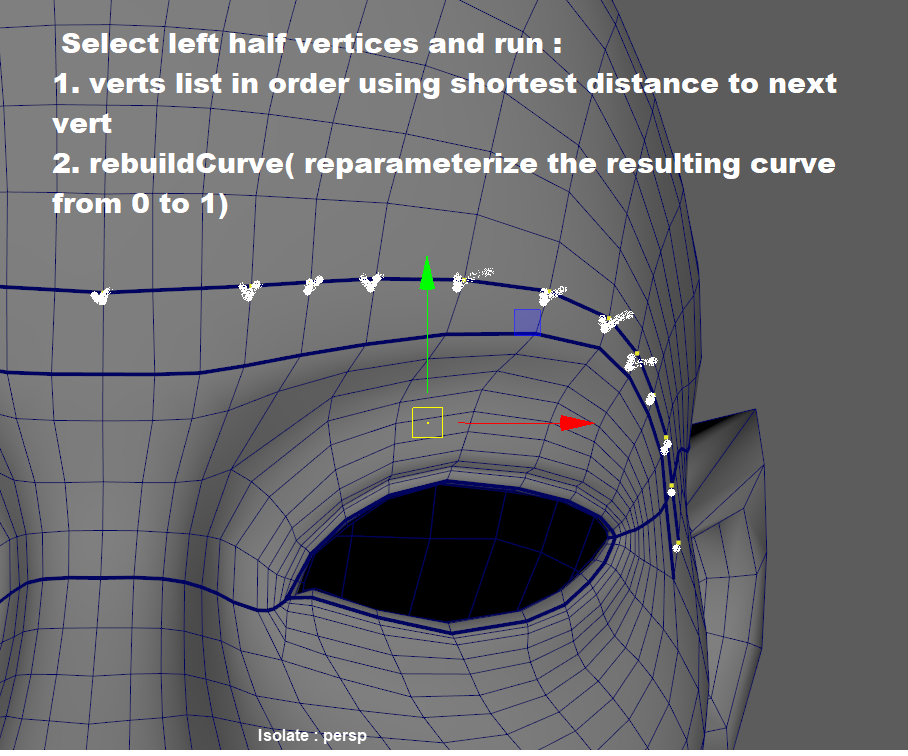 Select left half vertices and run :
1. verts list in order using shortest distance to next
vert
2. rebuildCurve( reparameterize the resulting curve
from 0 to 1)
Isolate : persp